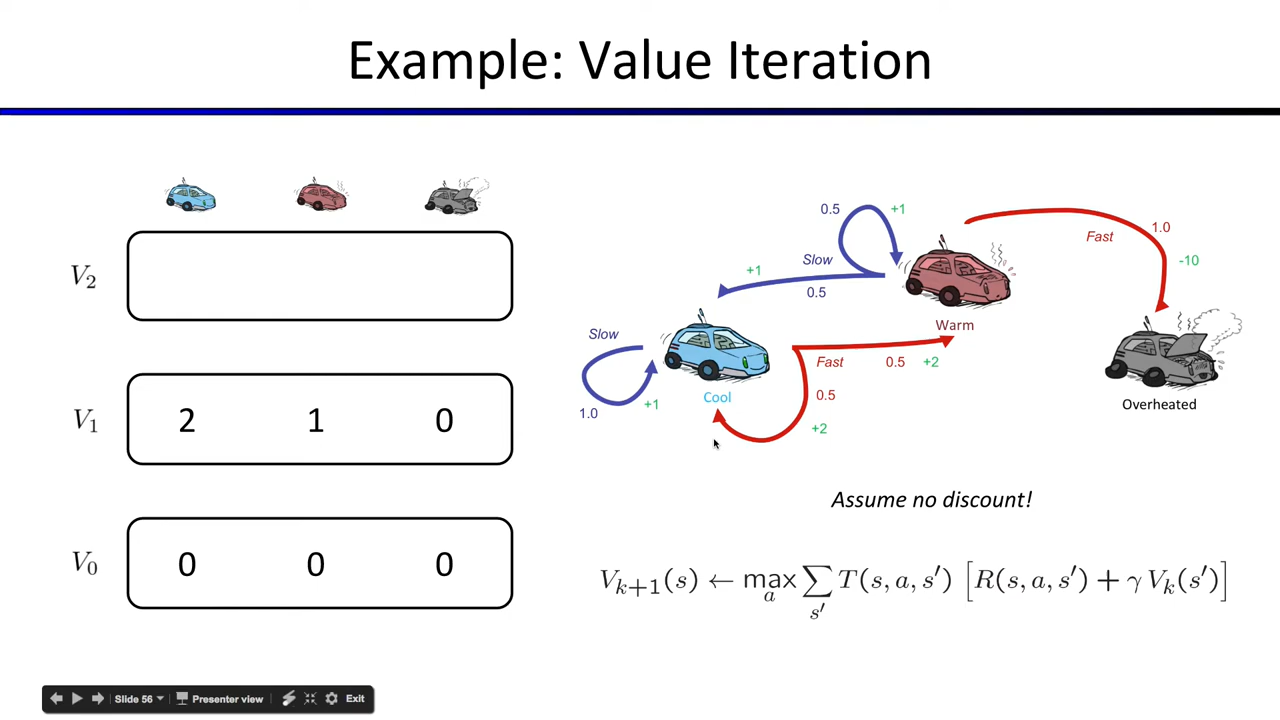 Example: Value Iteration
V₂
V₁ 2 1 0
V₀ 0 0 0
0.5 +1
Slow
+1
0.5
Fast
1.0
-10
Warm
Slow
1.0
+1
Cool
Fast 0.5 +2
0.5
+2
Overheated
Assume no discount!
Vₖ₊₁(s) ← max_a ∑_{s′} T(s, a, s′) [R(s, a, s′) + γ Vₖ(s′)]
Slide 56 Presenter view Exit